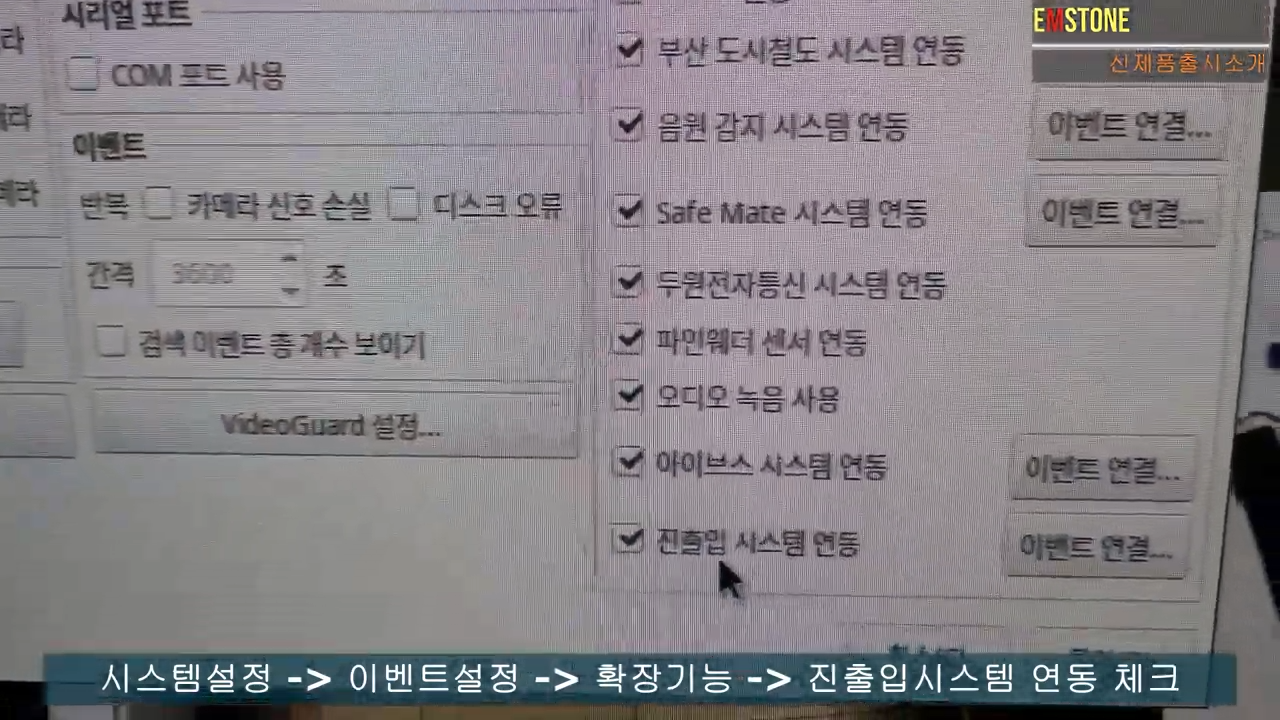 시리얼 포트
COM 포트 사용
이벤트
반복
카메라 신호 손실
디스크 오류
간격
3600
초
검색 이벤트 총 개수 보이기
VideoGuard 설정...
부산 도시철도 시스템 연동
음원 감지 시스템 연동
이벤트 연결...
Safe Mate 시스템 연동
이벤트 연결...
두원전자통신 시스템 연동
파인웨더 센서 연동
오디오 녹음 사용
아이브스 시스템 연동
이벤트 연결...
진출입 시스템 연동
이벤트 연결...
EMSTONE
신제품출시소개
시스템설정 -> 이벤트설정 -> 확장기능 -> 진출입시스템 연동 체크